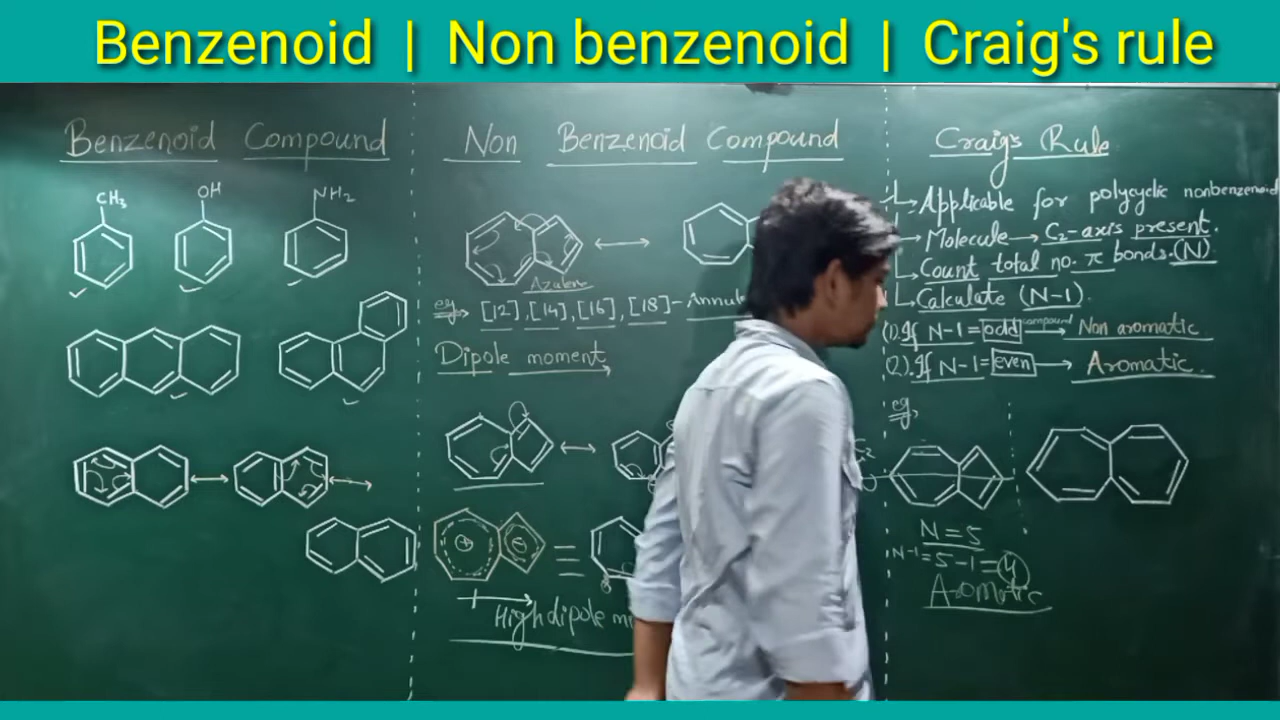 Benzenoid | Non benzenoid | Craig's rule
Benzenoid Compound
CH₃
OH
NH₂
Non Benzenoid Compound
Azulene
eg. [12], [14], [16], [18]-Annul
Dipole moment
⊕ ⊖ =
High dipole m
Craig's Rule
Applicable for polycyclic nonbenzenoid
Molecule → C₂-axis present.
Count total no. π bonds.(N)
Calculate (N-1)
(1).If N-1=odd compound → Non aromatic.
(2).If N-1=even → Aromatic.
eg.
C₂
N=5
N-1=5-1=4
Aromatic